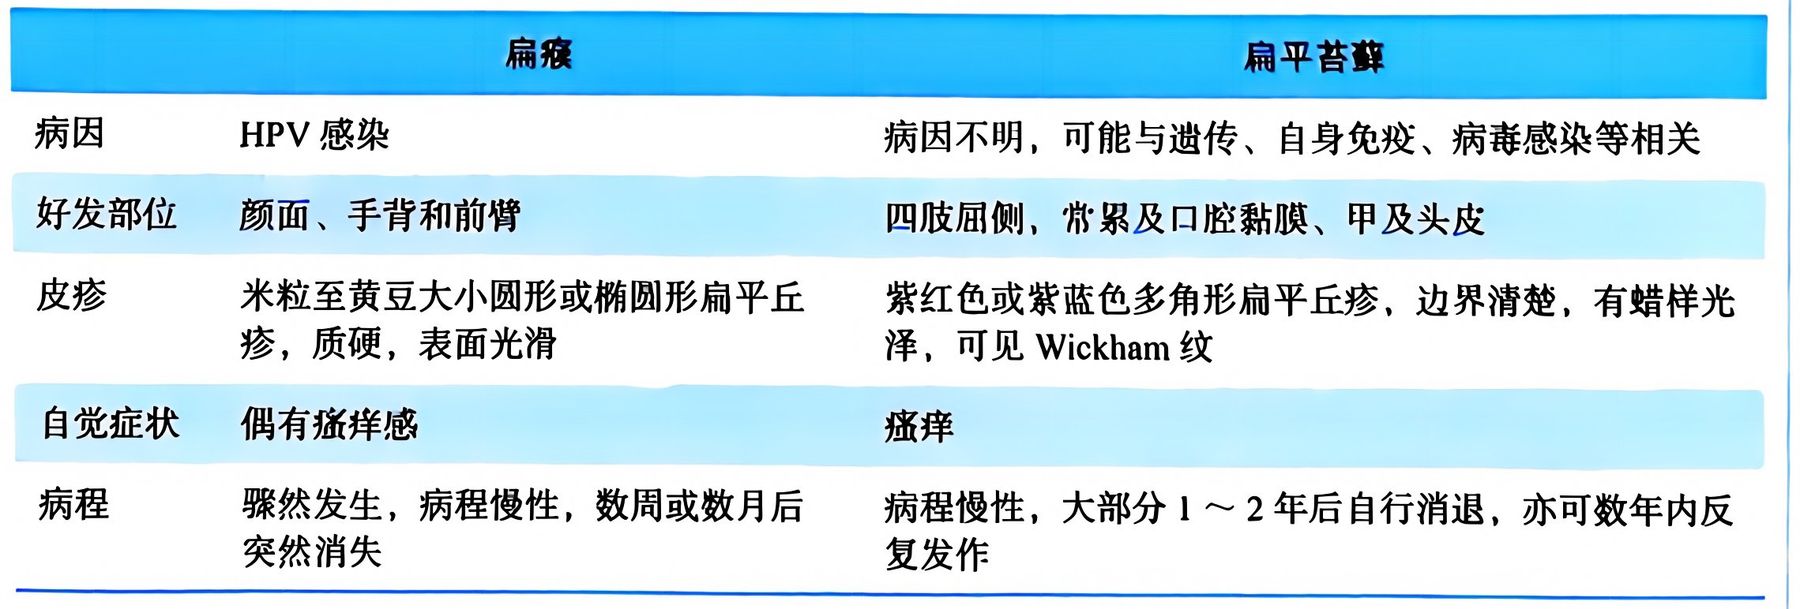 扁瘊 扁平苔藓
病因 HPV 感染 病因不明，可能与遗传、自身免疫、病毒感染等相关
好发部位 颜面、手背和前臂 四肢屈侧，常累及口腔黏膜、甲及头皮
皮疹 米粒至黄豆大小圆形或椭圆形扁平丘 紫红色或紫蓝色多角形扁平丘疹，边界清楚，有蜡样光
疹，质硬，表面光滑 泽，可见 Wickham 纹
自觉症状 偶有瘙痒感 瘙痒
病程 骤然发生，病程慢性，数周或数月后 病程慢性，大部分 1 ～ 2 年后自行消退，亦可数年内反
突然消失 复发作